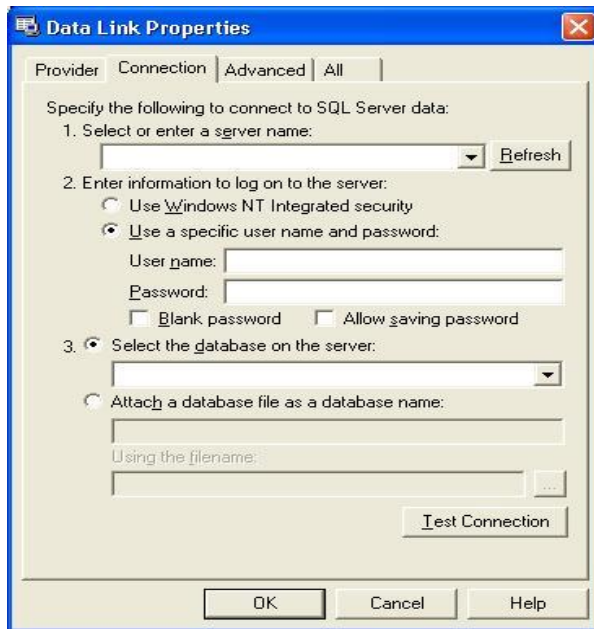 Data Link Properties
Provider Connection Advanced All
Specify the following to connect to SQL Server data:
1. Select or enter a server name:
Refresh
2. Enter information to log on to the server:
Use Windows NT Integrated security
Use a specific user name and password:
User name:
Password:
Blank password Allow saving password
3. Select the database on the server:
Attach a database file as a database name:
Using the filename:
...
Test Connection
OK Cancel Help